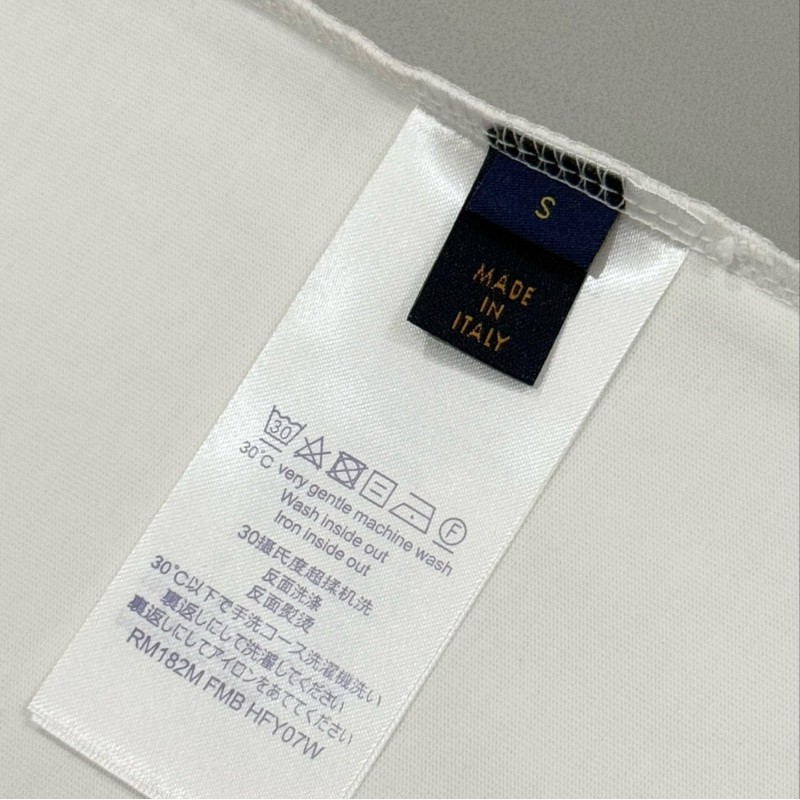 S
MADE
IN
ITALY
30
F
30°C very gentle machine wash
Wash inside out
Iron inside out
30攝氏度超揉机洗
反面洗涤
反面熨烫
30°C以下で手洗コース洗濯機洗い
裏返しにして洗濯してください
裏返しにしてアイロンをあててください
RM182M FMB HFY07W